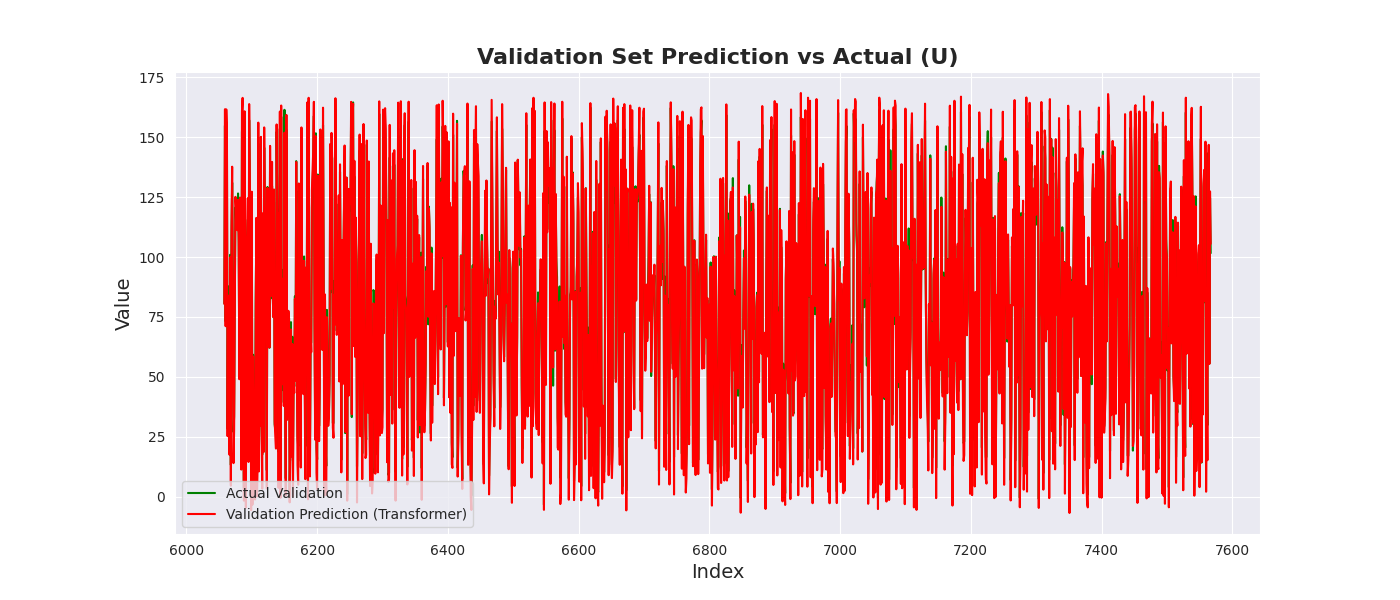 Validation Set Prediction vs Actual (U)
175
150
125
100
75
50
25
0
Value
Actual Validation
Validation Prediction (Transformer)
6000 6200 6400 6600 6800 7000 7200 7400 7600
Index